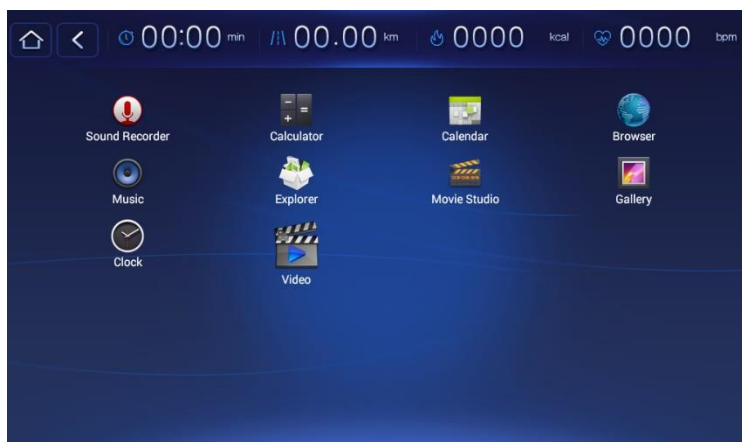 00:00 min 00.00 km 0000 kcal 0000 bpm
Sound Recorder Calculator Calendar Browser
Music Explorer Movie Studio Gallery
Clock Video